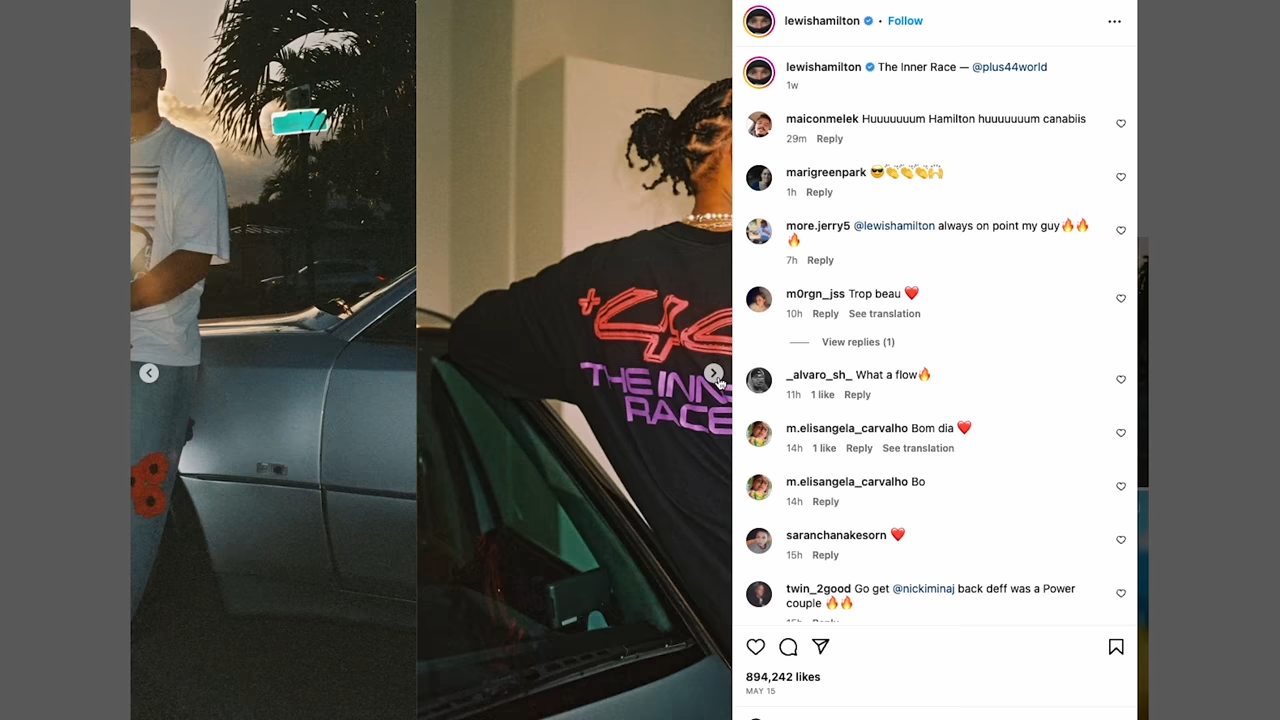 +44
THE INN
RACE
lewishamilton • Follow
lewishamilton The Inner Race — @plus44world
1w
maiconmelek Huuuuuuum Hamilton huuuuuuum canabiis
29m Reply
marigreenpark 😎👏👏👏🙌
1h Reply
more.jerry5 @lewishamilton always on point my guy🔥🔥
🔥
7h Reply
m0rgn_jss Trop beau ❤️
10h Reply See translation
View replies (1)
_alvaro_sh_ What a flow🔥
11h 1 like Reply
m.elisangela_carvalho Bom dia ❤️
14h 1 like Reply See translation
m.elisangela_carvalho Bo
14h Reply
saranchanakesorn ❤️
15h Reply
twin_2good Go get @nickiminaj back deff was a Power
couple 🔥🔥
15h Reply
894,242 likes
MAY 15